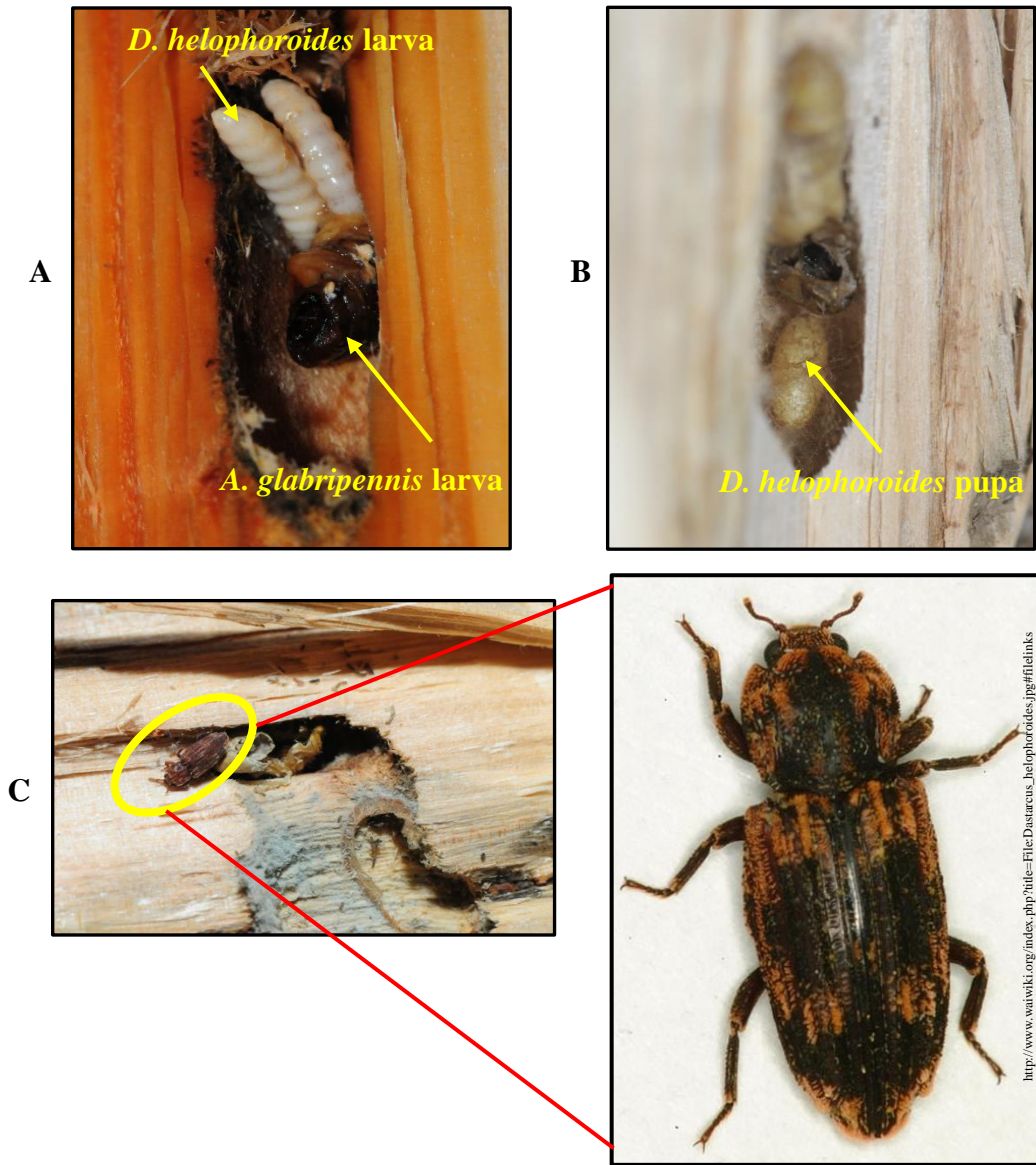 D. helophoroides larva
A
A. glabripennis larva
B
D. helophoroides pupa
C
http://www.waiwiki.org/index.php?title=File:Dastarcus_helophoroides.jpg#filelinks